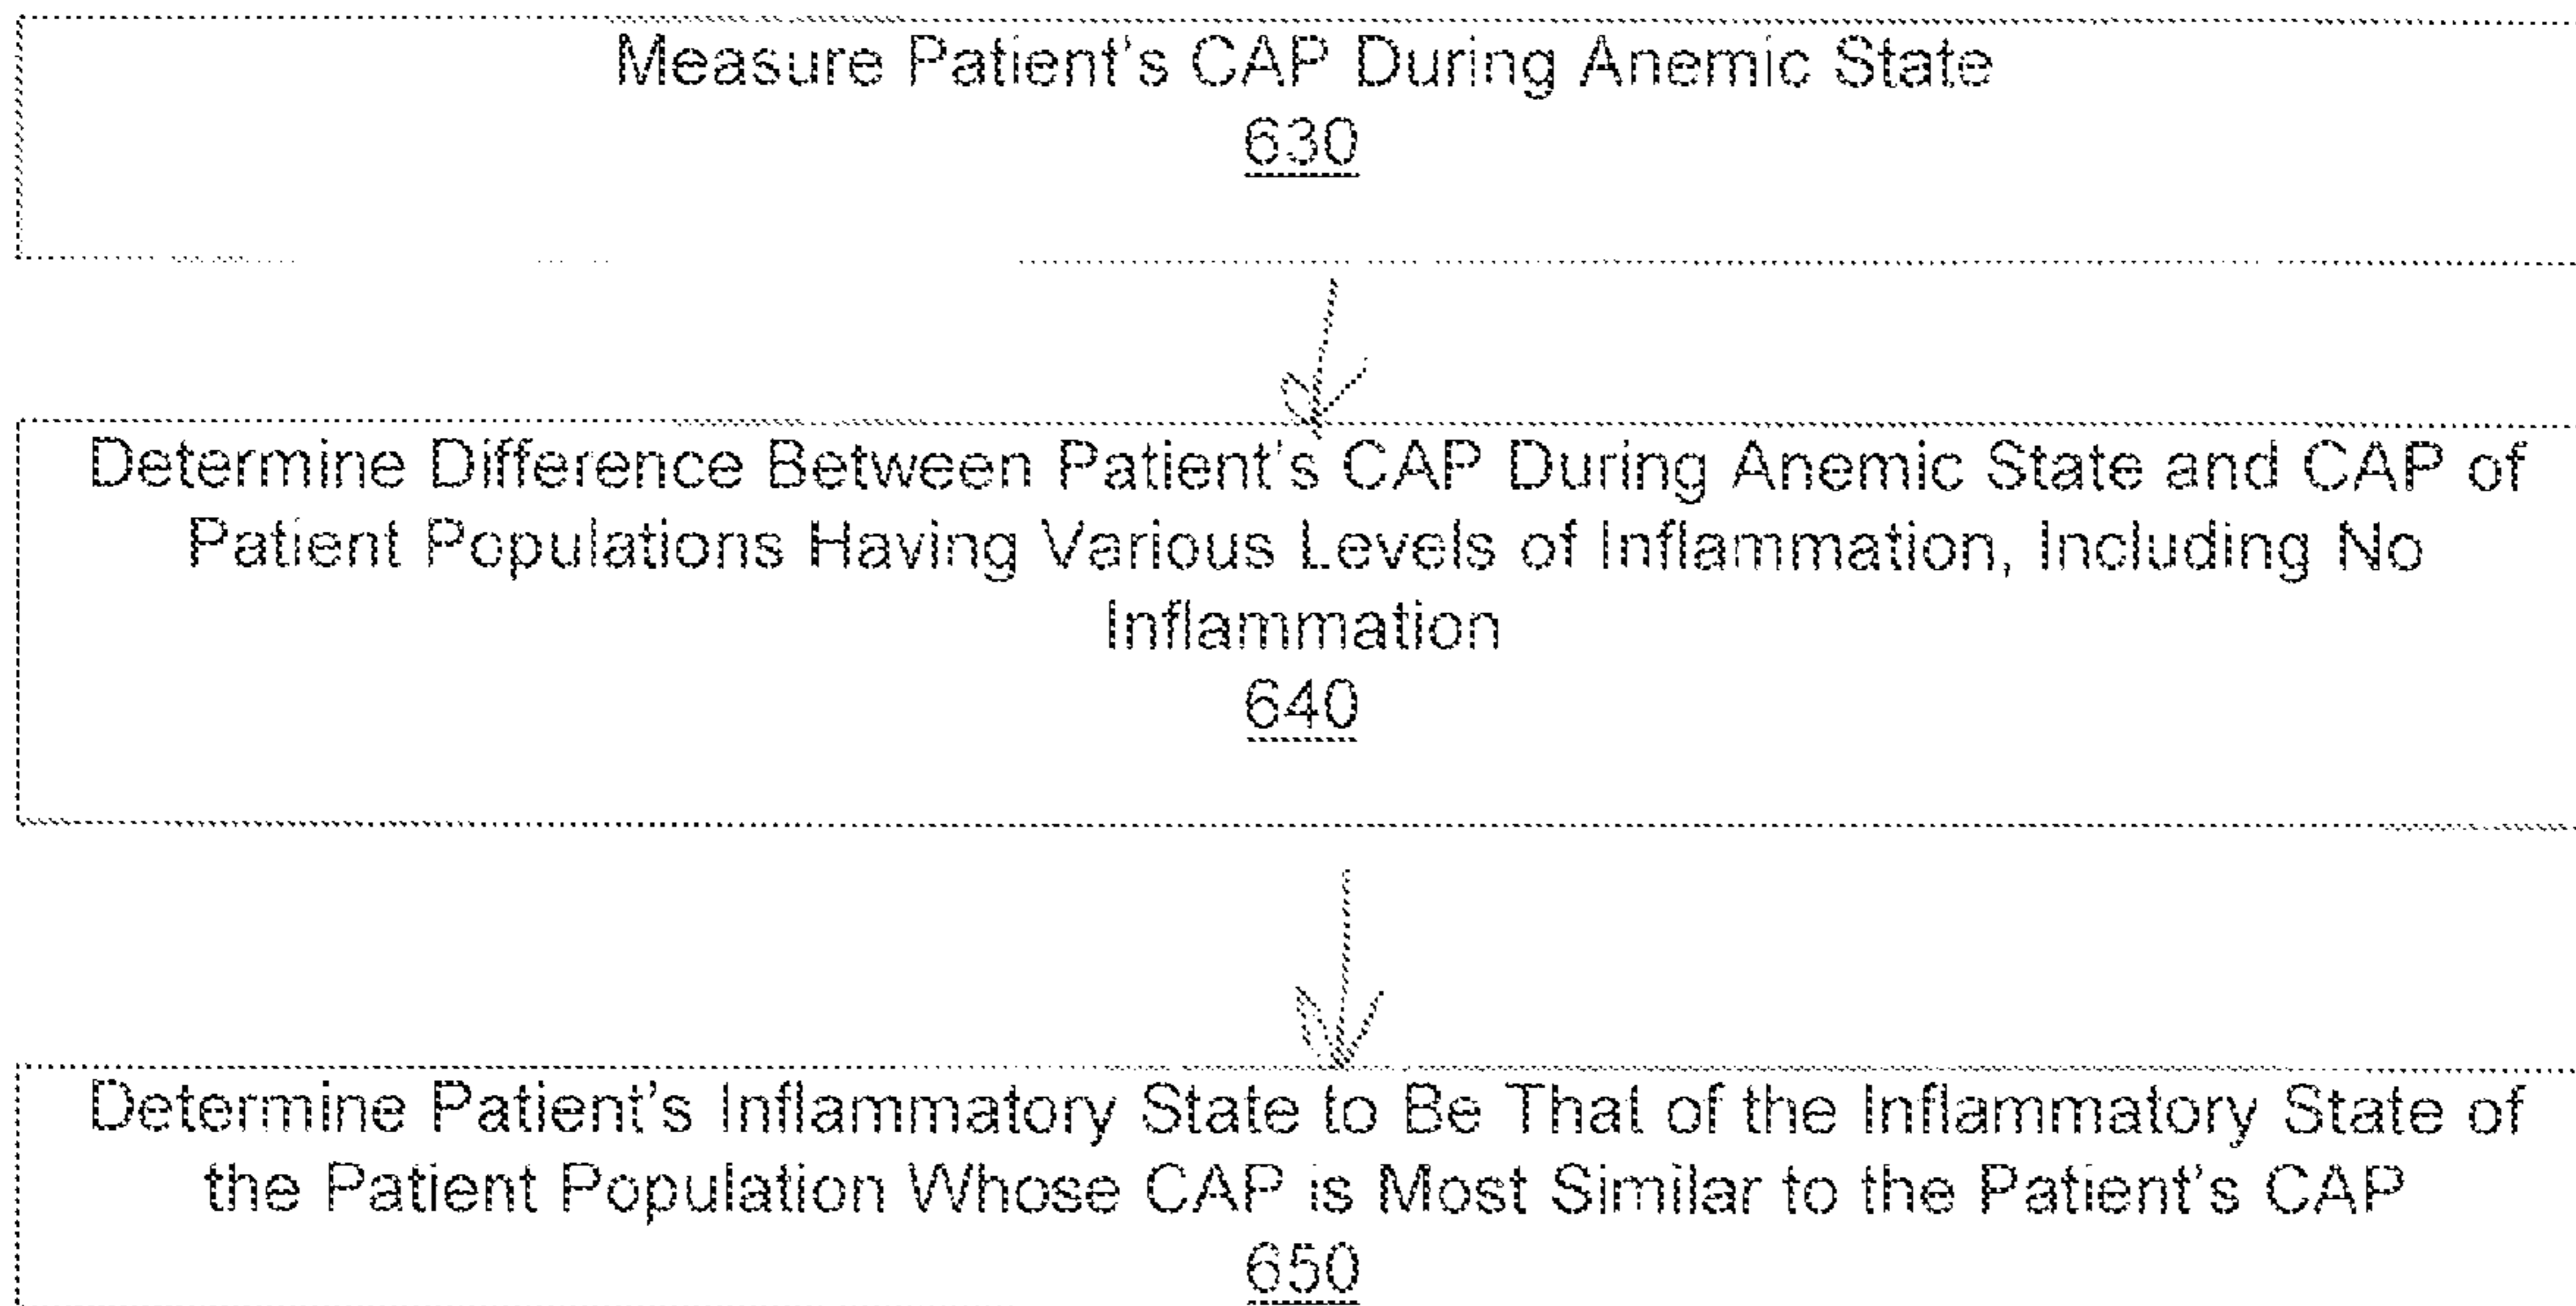 Measure Patient's CAP During Anemic State
630
Determine Difference Between Patient's CAP During Anemic State and CAP of
Patient Populations Having Various Levels of Inflammation, Including No
Inflammation
640
Determine Patient's Inflammatory State to Be That of the Inflammatory State of
the Patient Population Whose CAP is Most Similar to the Patient's CAP
650